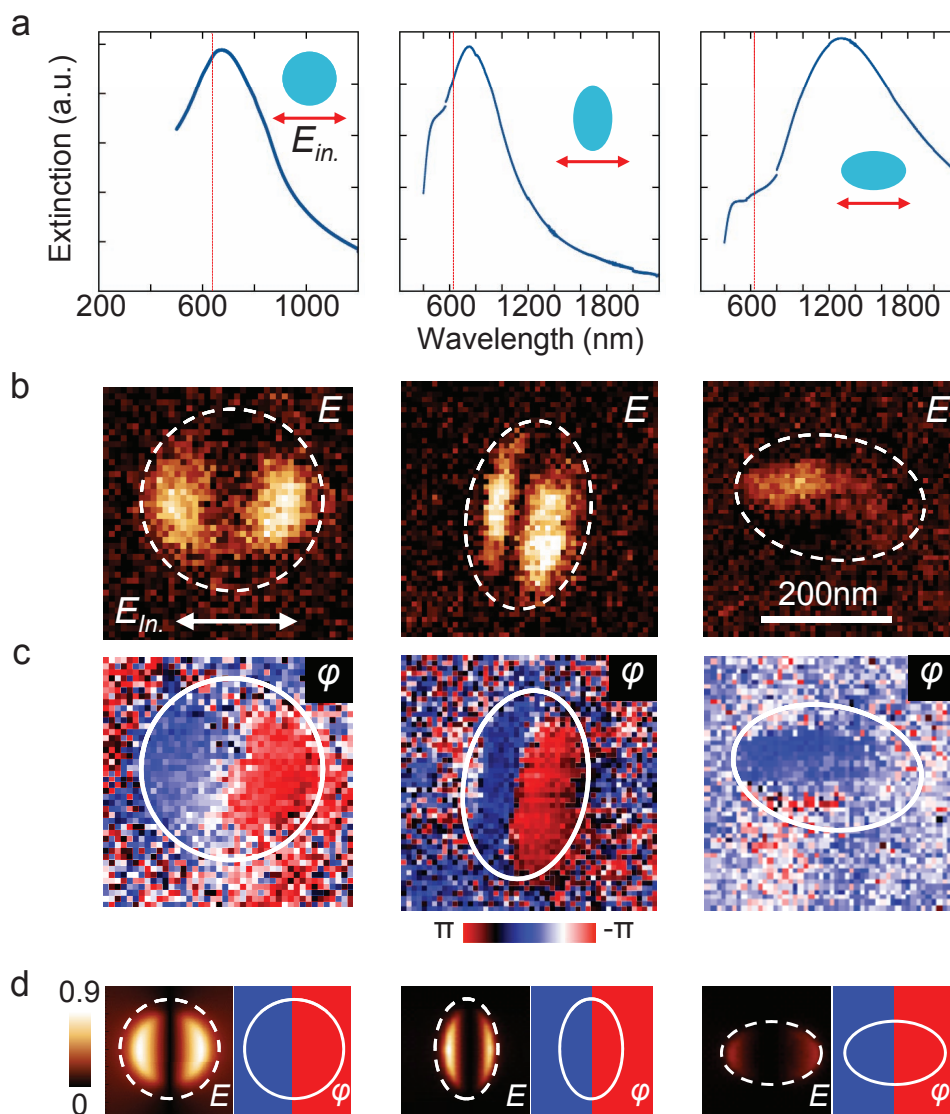 a
Extinction (a.u.)
E_in.
200 600 1000
600 1200 1800
600 1200 1800
Wavelength (nm)
b
E E E
E_In.
200nm
c
φ φ φ
π -π
d
0.9
0
E φ E φ E φ